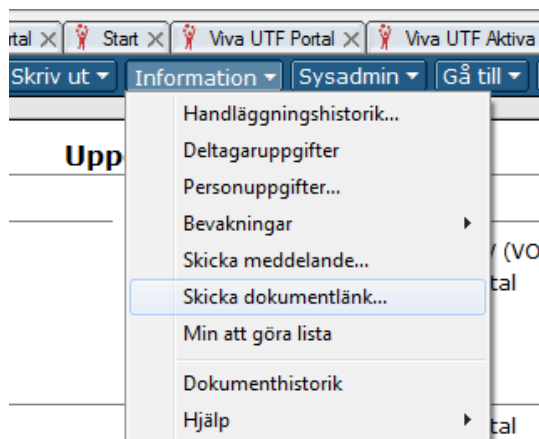 rtal Start Viva UTF Portal Viva UTF Aktiva
Skriv ut Information Sysadmin Gå till
Handläggningshistorik...
Upp
Deltagaruppgifter
Personuppgifter...
Bevakningar
(VO
Skicka meddelande...
tal
Skicka dokumentlänk...
Min att göra lista
Dokumenthistorik
Hjälp
tal